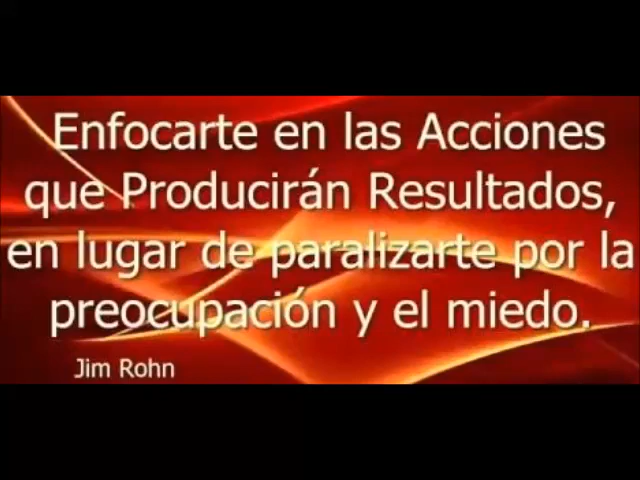 Enfocarte en las Acciones
que Producirán Resultados,
en lugar de paralizarte por la
preocupación y el miedo.
Jim Rohn